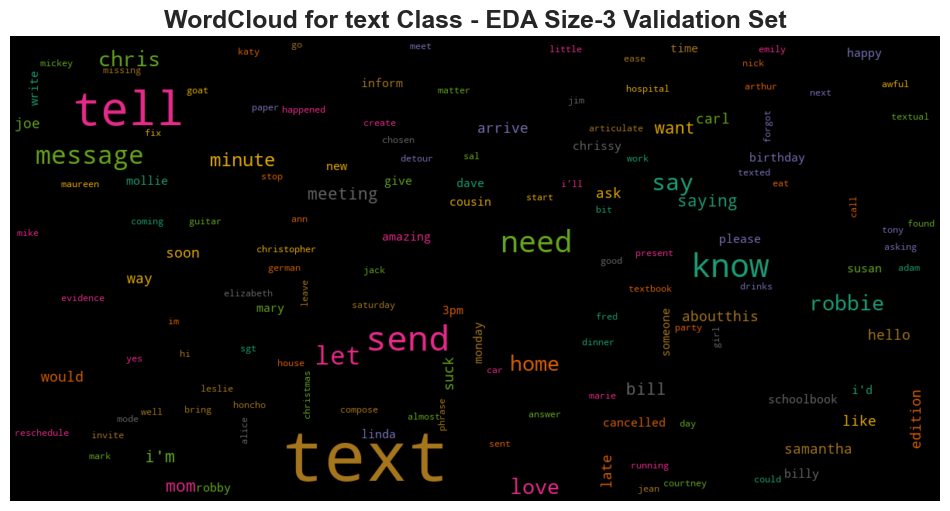 WordCloud for text Class - EDA Size-3 Validation Set
go meet little time emily happy
mickey chris katy ease nick
missing
write goat inform matter hospital arthur next awful
tell paper happened jim textual
joe fix create arrive articulate want carl forgot
chosen
message minute detour sal chrissy work birthday
maureen mollie stop new give dave i'll say texted eat
meeting cousin start ask saying call
coming guitar ann bit found
mike amazing need please tony asking
soon christopher good present know
german jack susan adam
way leave textbook drinks
evidence elizabeth mary saturday 3pm robbie
im send fred someone aboutthis party girl hello
sgt monday dinner
yes hi house let suck car home
would christmas bill i'd
leslie marie schoolbook
mode well bring honcho compose almost phrase answer cancelled day like edition
reschedule invite alice text linda
mark i'm sent late running samantha
mom robby love jean courtney could billy